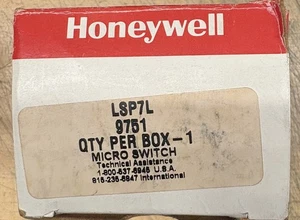 Honeywell
LSP7L
9751
QTY PER BOX-1
MICRO SWITCH
Technical Assistance
1-800-537-6945 U.S.A.
815-235-6847 International